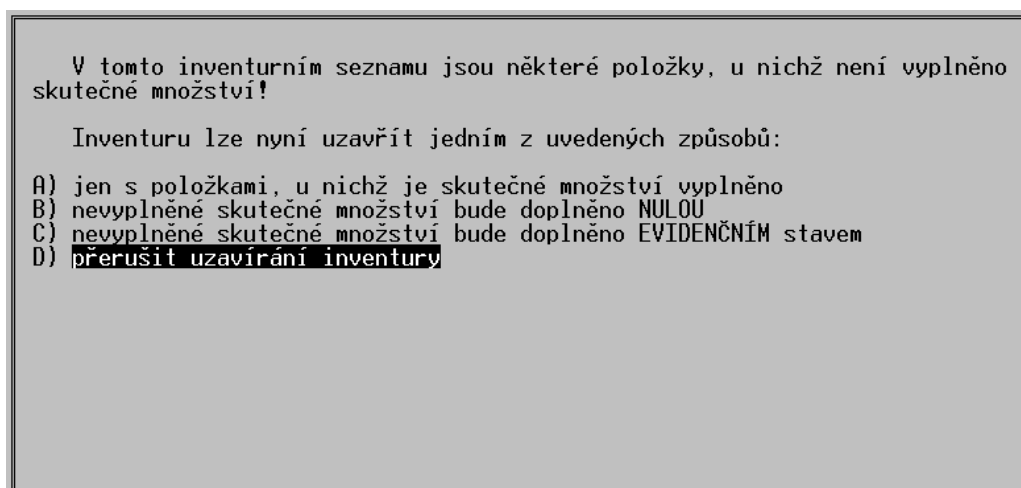 V tomto inventurním seznamu jsou některé položky, u nichž není vyplněno
skutečné množství!
Inventuru lze nyní uzavřít jedním z uvedených způsobů:
A) jen s položkami, u nichž je skutečné množství vyplněno
B) nevyplněné skutečné množství bude doplněno NULOU
C) nevyplněné skutečné množství bude doplněno EVIDENČNÍM stavem
D) přerušit uzavírání inventury